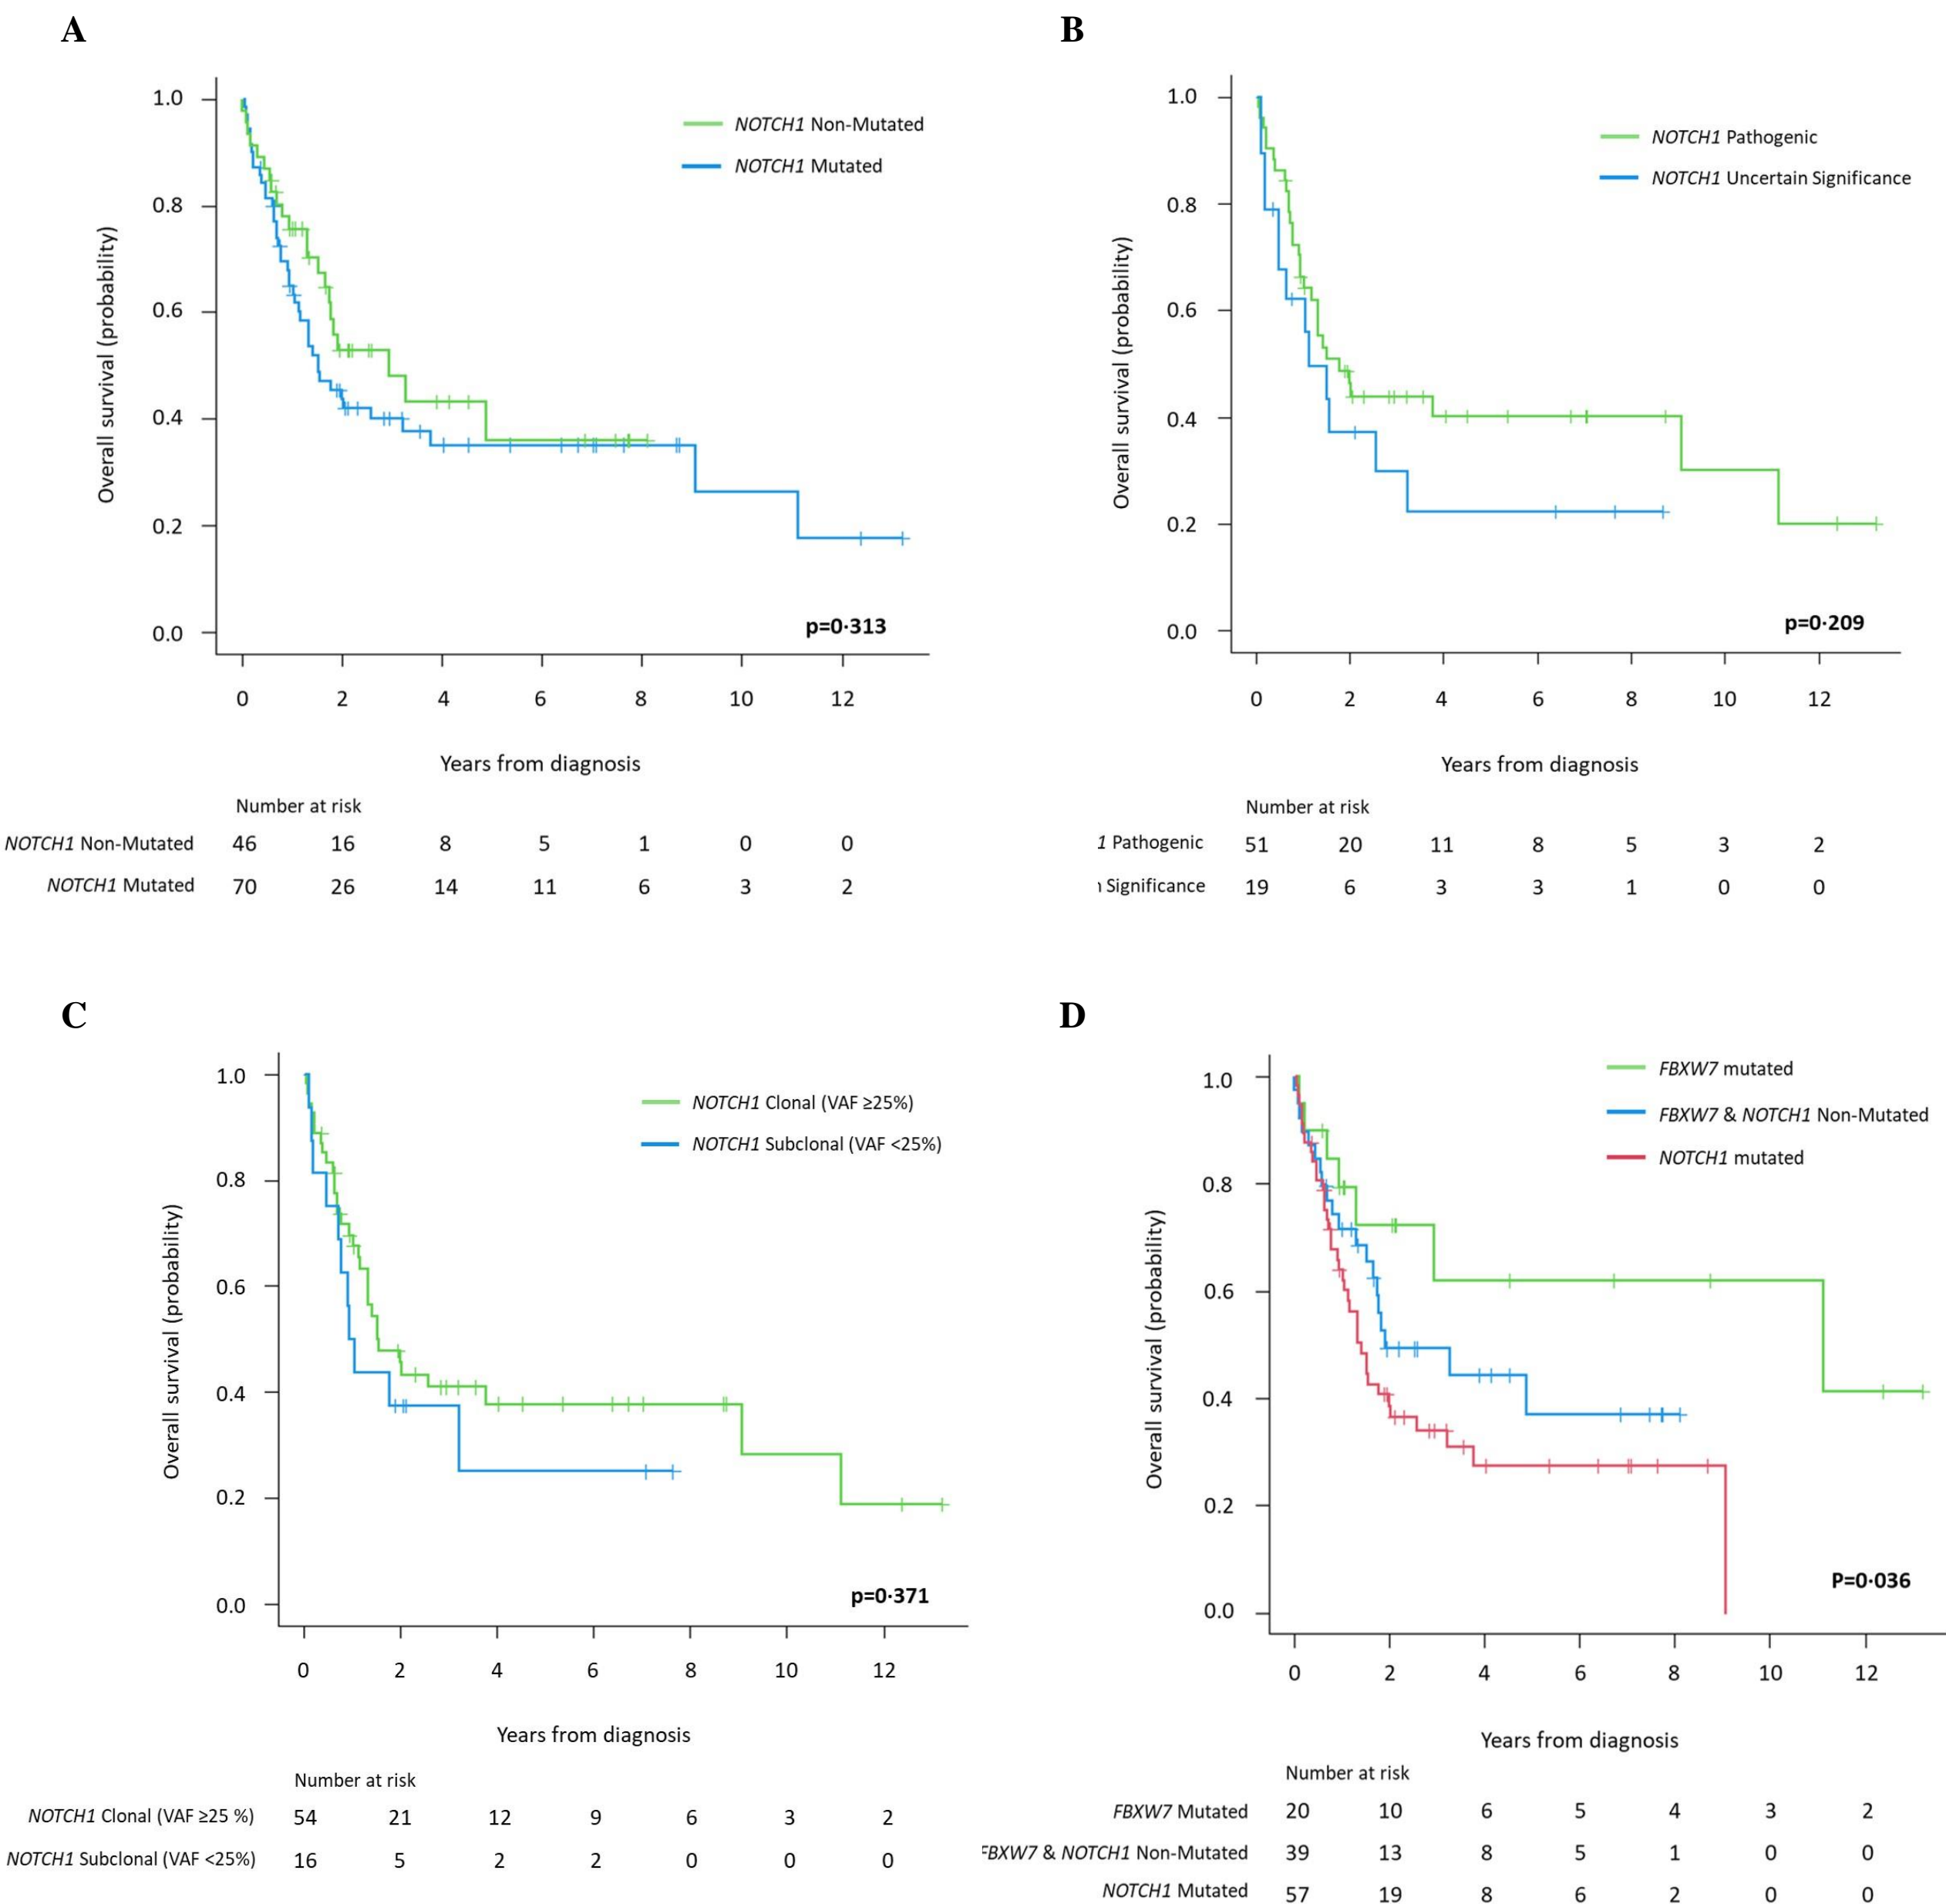 A
1.0
0.8
0.6
0.4
0.2
0.0
Overall survival (probability)
NOTCH1 Non-Mutated
NOTCH1 Mutated
p=0·313
0 2 4 6 8 10 12
Years from diagnosis
Number at risk
NOTCH1 Non-Mutated 46 16 8 5 1 0 0
NOTCH1 Mutated 70 26 14 11 6 3 2
B
1.0
0.8
0.6
0.4
0.2
0.0
Overall survival (probability)
NOTCH1 Pathogenic
NOTCH1 Uncertain Significance
p=0·209
0 2 4 6 8 10 12
Years from diagnosis
Number at risk
1 Pathogenic 51 20 11 8 5 3 2
Significance 19 6 3 3 1 0 0
C
1.0
0.8
0.6
0.4
0.2
0.0
Overall survival (probability)
NOTCH1 Clonal (VAF ≥25%)
NOTCH1 Subclonal (VAF <25%)
p=0·371
0 2 4 6 8 10 12
Years from diagnosis
Number at risk
NOTCH1 Clonal (VAF ≥25 %) 54 21 12 9 6 3 2
NOTCH1 Subclonal (VAF <25%) 16 5 2 2 0 0 0
D
1.0
0.8
0.6
0.4
0.2
0.0
Overall survival (probability)
FBXW7 mutated
FBXW7 & NOTCH1 Non-Mutated
NOTCH1 mutated
P=0·036
0 2 4 6 8 10 12
Years from diagnosis
Number at risk
FBXW7 Mutated 20 10 6 5 4 3 2
FBXW7 & NOTCH1 Non-Mutated 39 13 8 5 1 0 0
NOTCH1 Mutated 57 19 8 6 2 0 0